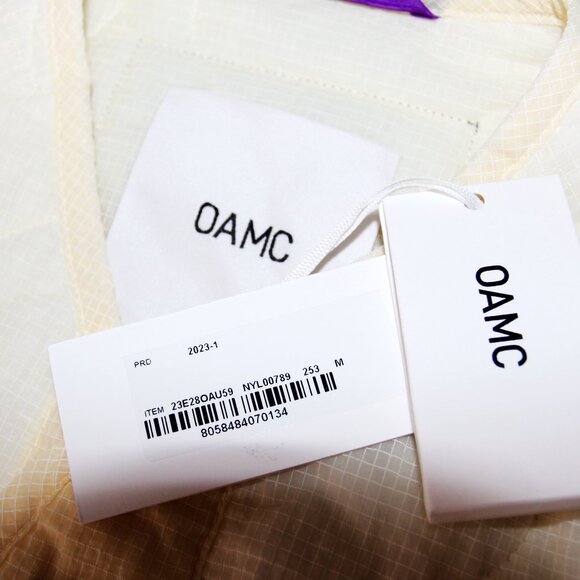 OAMC
OAMC
PRD 2023-1
ITEM 23E28OAU59 NYL00789 253 M
8058484070134